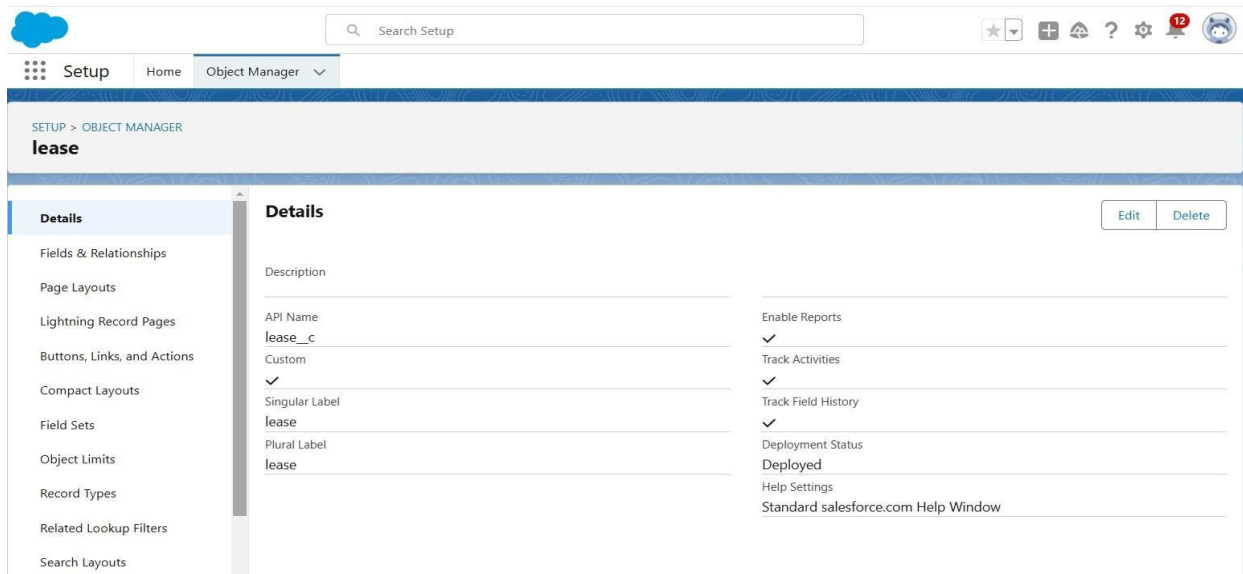 Search Setup
12
Setup
Home
Object Manager
SETUP > OBJECT MANAGER
lease
Details
Fields & Relationships
Page Layouts
Lightning Record Pages
Buttons, Links, and Actions
Compact Layouts
Field Sets
Object Limits
Record Types
Related Lookup Filters
Search Layouts
Details
Edit
Delete
Description
API Name
lease__c
Custom
Singular Label
lease
Plural Label
lease
Enable Reports
Track Activities
Track Field History
Deployment Status
Deployed
Help Settings
Standard salesforce.com Help Window